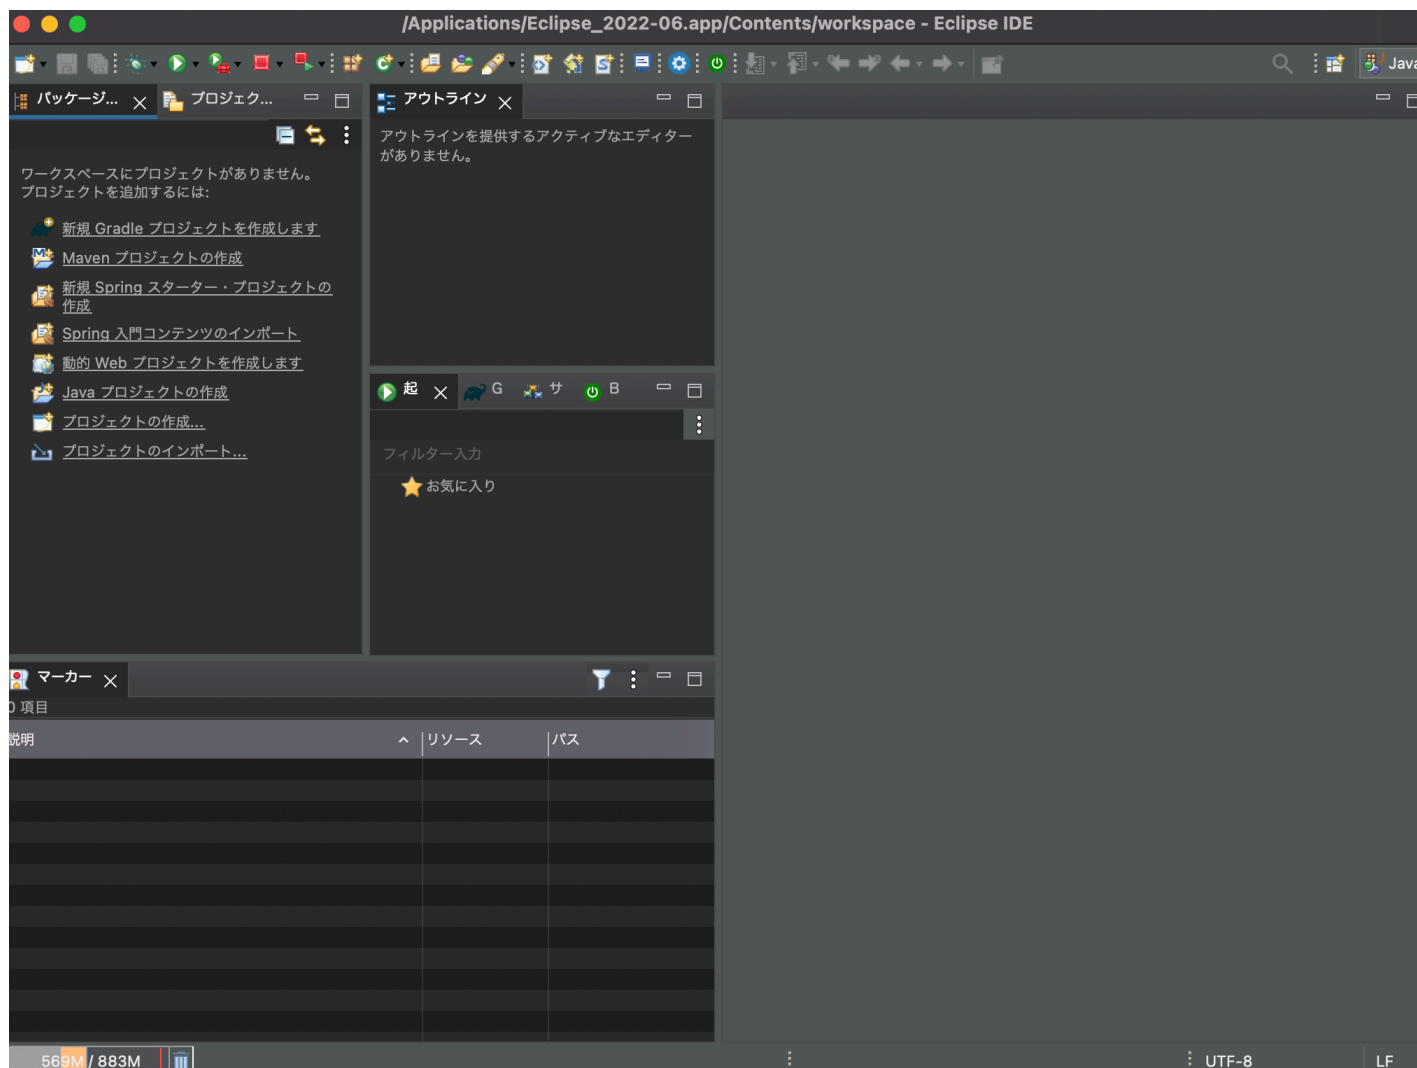 /Applications/Eclipse_2022-06.app/Contents/workspace - Eclipse IDE
Java
パッケージ...
プロジェク...
ワークスペースにプロジェクトがありません。
プロジェクトを追加するには:
新規 Gradle プロジェクトを作成します
Maven プロジェクトの作成
新規 Spring スターター・プロジェクトの
作成
Spring 入門コンテンツのインポート
動的 Web プロジェクトを作成します
Java プロジェクトの作成
プロジェクトの作成...
プロジェクトのインポート...
アウトライン
アウトラインを提供するアクティブなエディター
がありません。
起
G
サ
B
フィルター入力
お気に入り
マーカー
0 項目
説明
リソース
パス
569M / 883M
UTF-8
LF